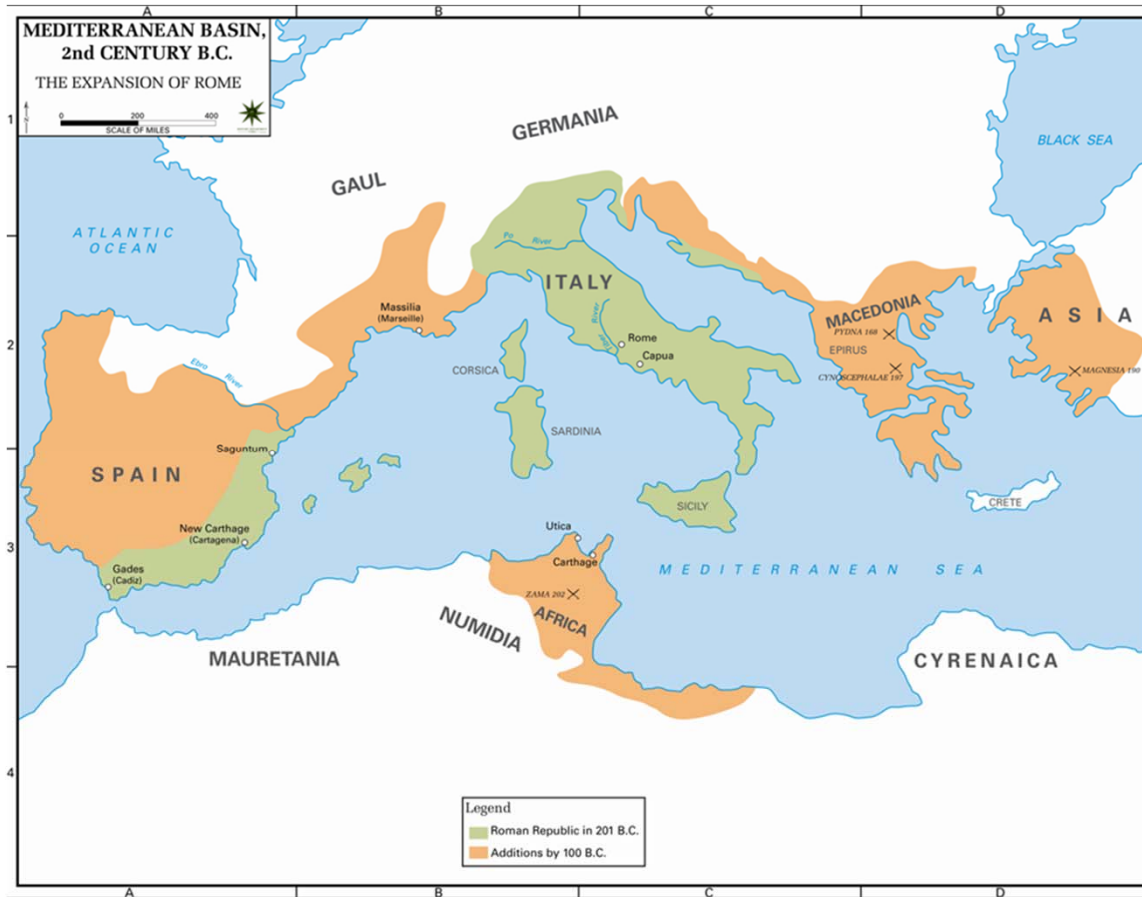 A
B
C
D
MEDITERRANEAN BASIN,
2nd CENTURY B.C.
THE EXPANSION OF ROME
0 200 400
SCALE OF MILES
1
GERMANIA
BLACK SEA
GAUL
ATLANTIC
OCEAN
Po River
ITALY
Massilia
(Marseille)
MACEDONIA
ASIA
PYDNA 168
2
Tiber River
Rome
EPIRUS
Capua
Ebro River
CORSICA
CYNOSCEPHALAE 197
MAGNESIA 190
SARDINIA
Saguntum
SPAIN
CRETE
SICILY
New Carthage
(Cartagena)
Utica
3
Carthage
MEDITERRANEAN SEA
Gades
(Cadiz)
ZAMA 202
AFRICA
NUMIDIA
MAURETANIA
CYRENAICA
4
Legend
Roman Republic in 201 B.C.
Additions by 100 B.C.
A
B
C
D